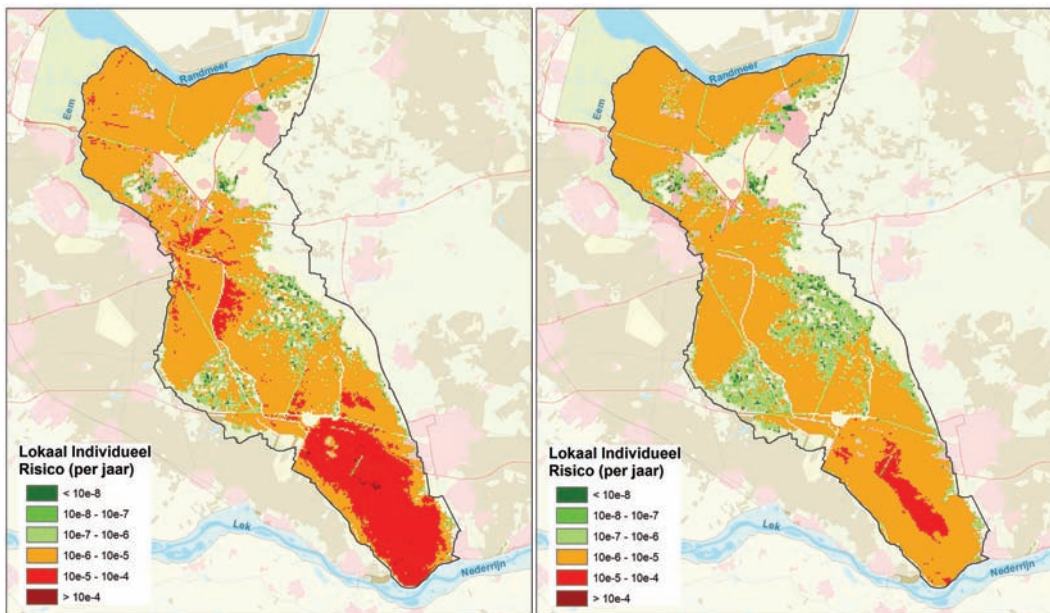 Randmeer
Eem
Lokaal Individueel
Risico (per jaar)
< 10e-8
10e-8 - 10e-7
10e-7 - 10e-6
10e-6 - 10e-5
10e-5 - 10e-4
> 10e-4
Lek
Nederrijn
Randmeer
Eem
Lokaal Individueel
Risico (per jaar)
< 10e-8
10e-8 - 10e-7
10e-7 - 10e-6
10e-6 - 10e-5
10e-5 - 10e-4
> 10e-4
Lek
Nederrijn